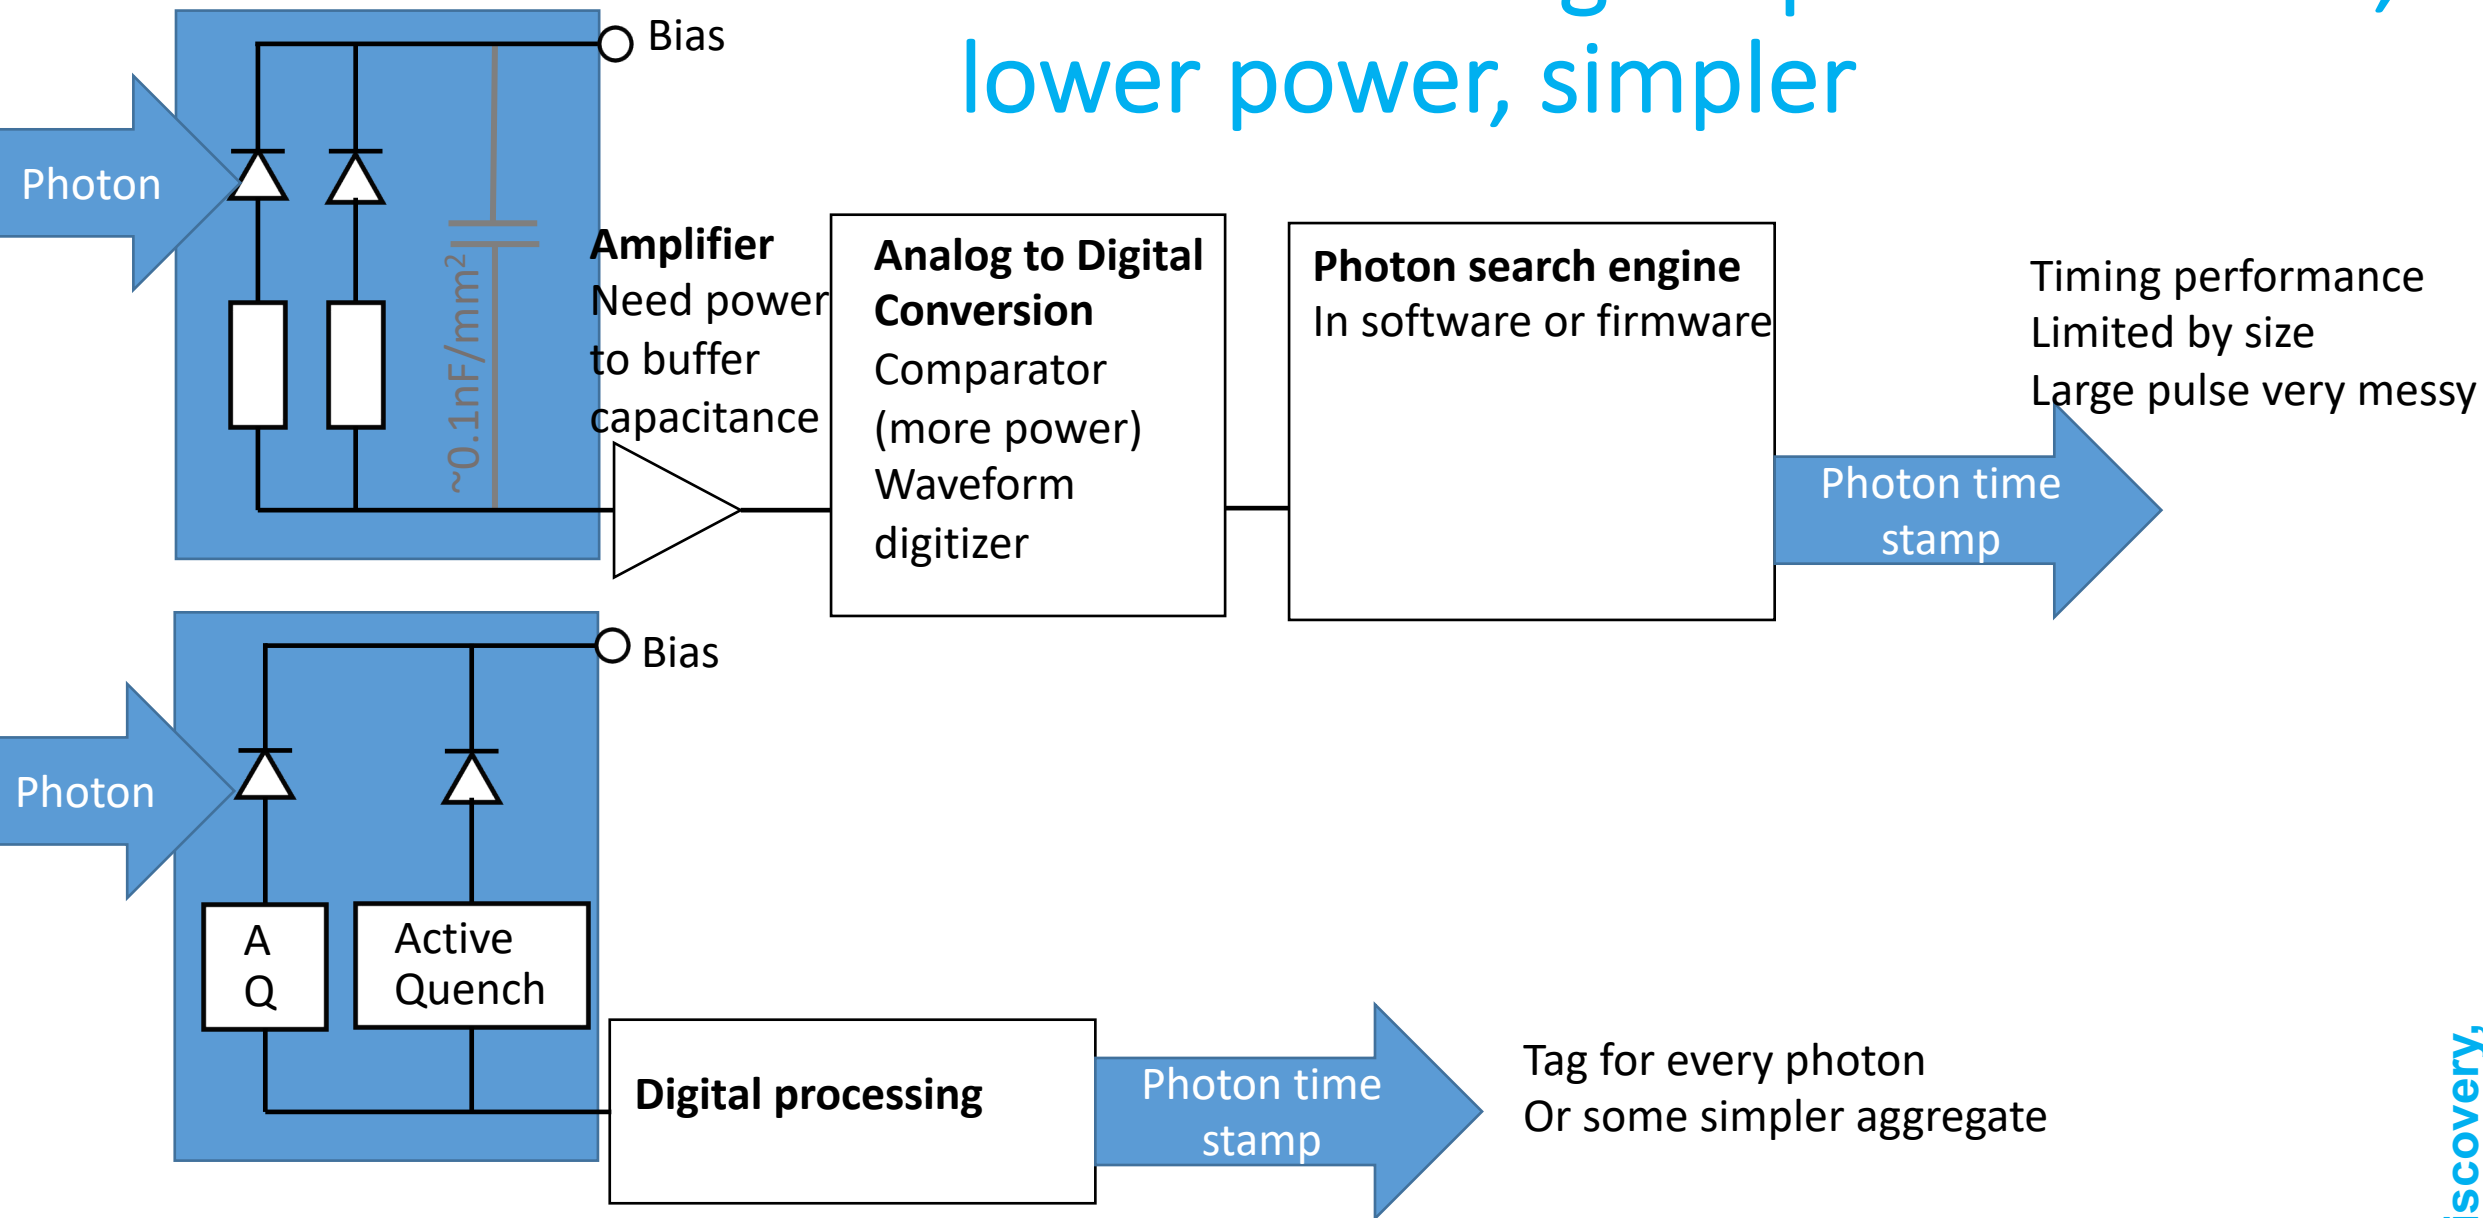 lower power, simpler
Bias
Photon
~0.1nF/mm²
Amplifier
Need power
to buffer
capacitance
Analog to Digital
Conversion
Comparator
(more power)
Waveform
digitizer
Photon search engine
In software or firmware
Timing performance
Limited by size
Large pulse very messy
Photon time
stamp
Bias
Photon
A
Q
Active
Quench
Digital processing
Photon time
stamp
Tag for every photon
Or some simpler aggregate
iscovery,